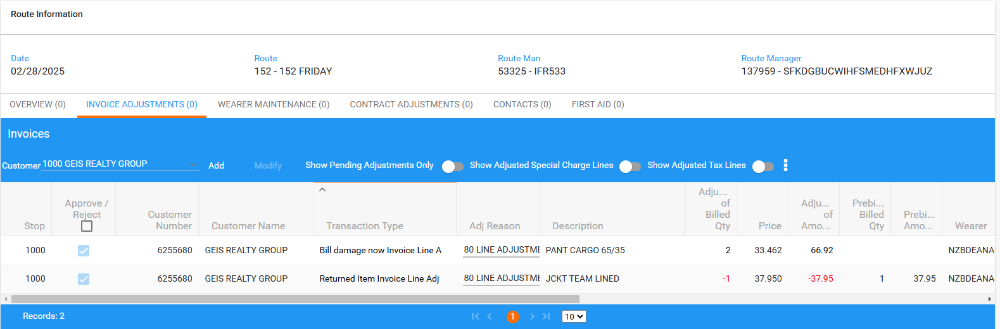 Route Information
Date Route Route Man Route Manager
02/28/2025 152 - 152 FRIDAY 53325 - IFR533 137959 - SFKDGBUCWIHFSMEDHFXWJUZ
OVERVIEW (0) INVOICE ADJUSTMENTS (0) WEARER MAINTENANCE (0) CONTRACT ADJUSTMENTS (0) CONTACTS (0) FIRST AID (0)
Invoices
Customer 1000 GEIS REALTY GROUP Add Modify Show Pending Adjustments Only Show Adjusted Special Charge Lines Show Adjusted Tax Lines
Stop Approve / Reject Customer Number Customer Name Transaction Type Adj Reason Description Adju... of Billed Qty Price Adju... of Amo... Prebi... Billed Qty Prebi... Amo... Wearer
1000 6255680 GEIS REALTY GROUP Bill damage now Invoice Line A 80 LINE ADJUSTME PANT CARGO 65/35 2 33.462 66.92 NZBDEANA
1000 6255680 GEIS REALTY GROUP Returned Item Invoice Line Adj 80 LINE ADJUSTME JCKT TEAM LINED -1 37.950 -37.95 1 37.95 NZBDEANA
Records: 2 1 10